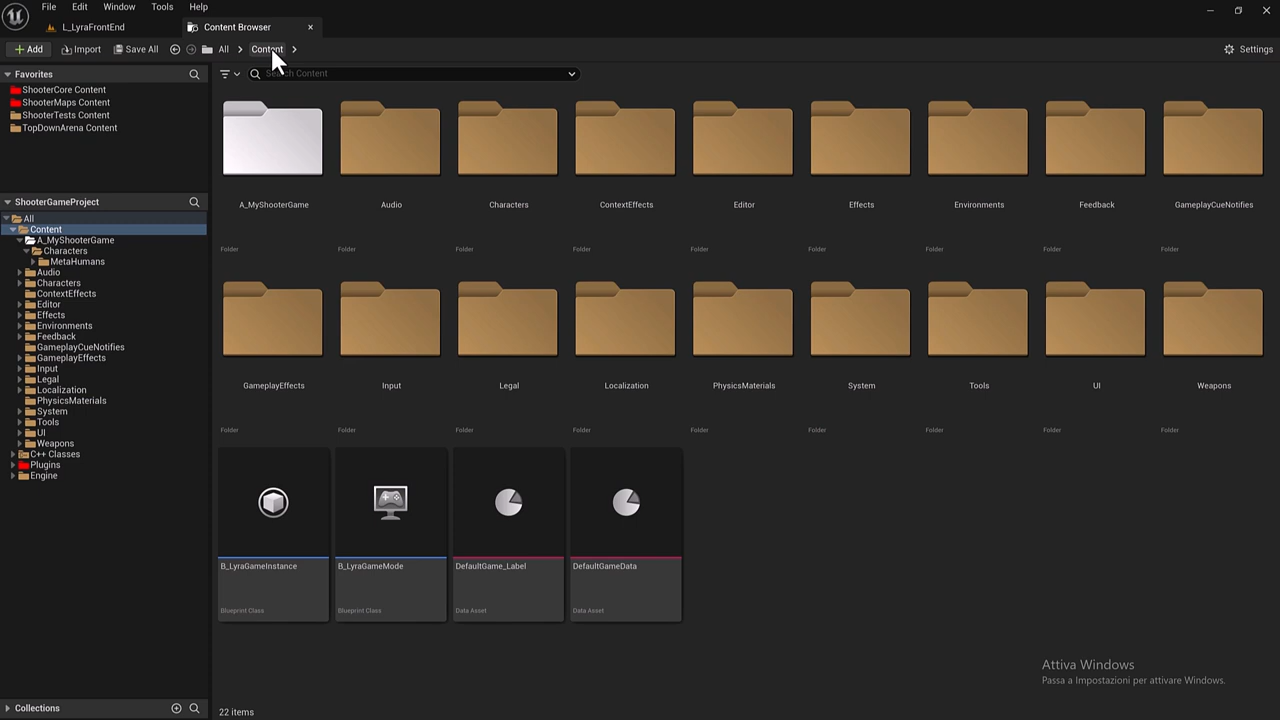 File Edit Window Tools Help
L_LyraFrontEnd Content Browser
Add Import Save All All Content Settings
Favorites
ShooterCore Content
ShooterMaps Content
ShooterTests Content
TopDownArena Content
ShooterGameProject
All
Content
A_MyShooterGame
Characters
MetaHumans
Audio
Characters
ContextEffects
Editor
Effects
Environments
Feedback
GameplayCueNotifies
GameplayEffects
Input
Legal
Localization
PhysicsMaterials
System
Tools
UI
Weapons
C++ Classes
Plugins
Engine
Collections
Search Content
A_MyShooterGame Audio Characters ContextEffects Editor Effects Environments Feedback GameplayCueNotifies
Folder Folder Folder Folder Folder Folder Folder Folder Folder
GameplayEffects Input Legal Localization PhysicsMaterials System Tools UI Weapons
Folder Folder Folder Folder Folder Folder Folder Folder Folder
B_LyraGameInstance B_LyraGameMode DefaultGame_Label DefaultGameData
Blueprint Class Blueprint Class Data Asset Data Asset
Attiva Windows
Passa a Impostazioni per attivare Windows.
22 items